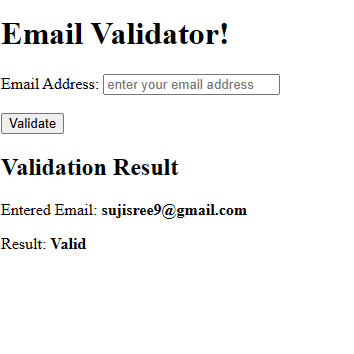 Email Validator!
Email Address: enter your email address
Validate
Validation Result
Entered Email: sujisree9@gmail.com
Result: Valid